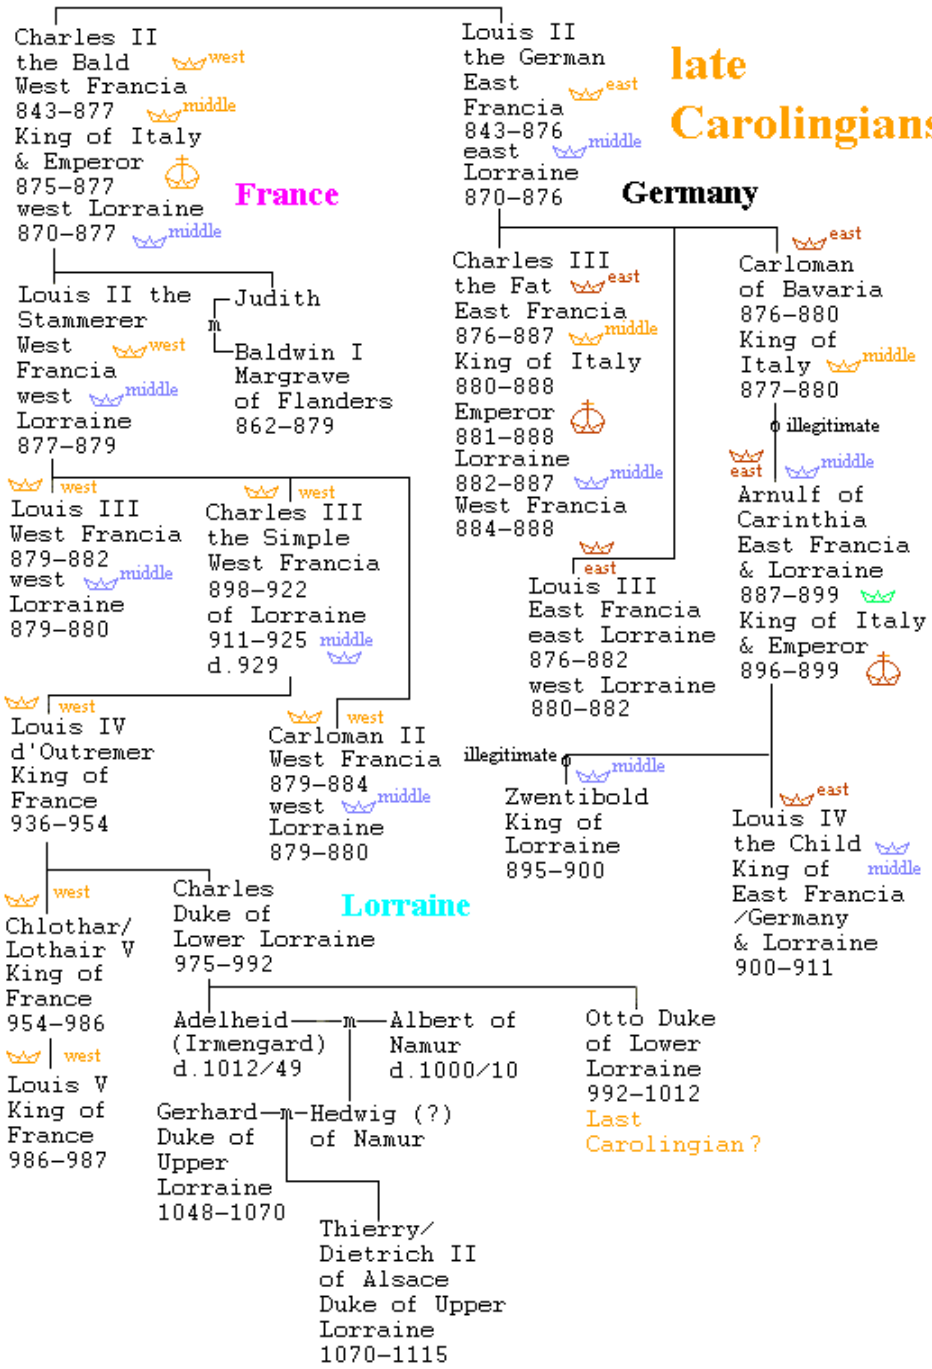 Charles II
the Bald west
West Francia
843-877 middle
King of Italy
& Emperor
875-877
west Lorraine
870-877 middle
Louis II
the German
East east
Francia
843-876
east middle
Lorraine
870-876
late
Carolingians
France
Germany
Louis II the
Stammerer
West west
Francia
west middle
Lorraine
877-879
Judith
m
Baldwin I
Margrave
of Flanders
862-879
Charles III
the Fat east
East Francia
876-887 middle
King of Italy
880-888
Emperor
881-888
Lorraine
882-887 middle
West Francia
884-888
east
Carloman
of Bavaria
876-880
King of
Italy middle
877-880
illegitimate
east middle
Arnulf of
Carinthia
East Francia
& Lorraine
887-899
King of Italy
& Emperor
896-899
west
Louis III
West Francia
879-882
west middle
Lorraine
879-880
west
Charles III
the Simple
West Francia
898-922
of Lorraine
911-925 middle
d.929
east
Louis III
East Francia
east Lorraine
876-882
west Lorraine
880-882
west
Louis IV
d'Outremer
King of
France
936-954
west
Carloman II
West Francia
879-884
west middle
Lorraine
879-880
illegitimate
middle
Zwentibold
King of
Lorraine
895-900
east
Louis IV
the Child
King of middle
East Francia
/Germany
& Lorraine
900-911
west
Chlothar/
Lothair V
King of
France
954-986
Charles
Duke of
Lower Lorraine
975-992
Lorraine
west
Louis V
King of
France
986-987
Adelheid m Albert of
(Irmengard) Namur
d.1012/49 d.1000/10
Otto Duke
of Lower
Lorraine
992-1012
Last
Carolingian?
Gerhard m Hedwig (?)
Duke of of Namur
Upper
Lorraine
1048-1070
Thierry/
Dietrich II
of Alsace
Duke of Upper
Lorraine
1070-1115